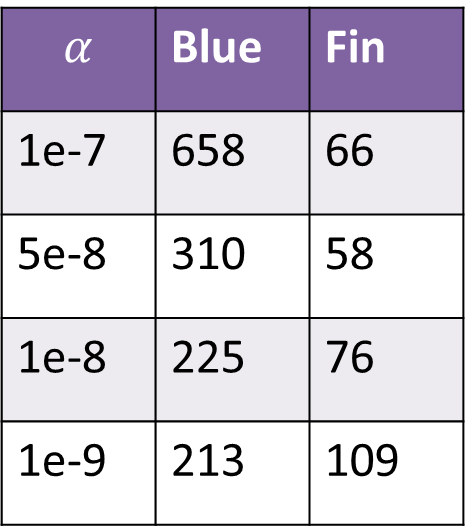 α Blue Fin
1e-7 658 66
5e-8 310 58
1e-8 225 76
1e-9 213 109